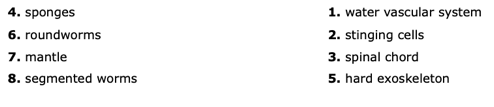 4. sponges
6. roundworms
7. mantle
8. segmented worms
1. water vascular system
2. stinging cells
3. spinal chord
5. hard exoskeleton